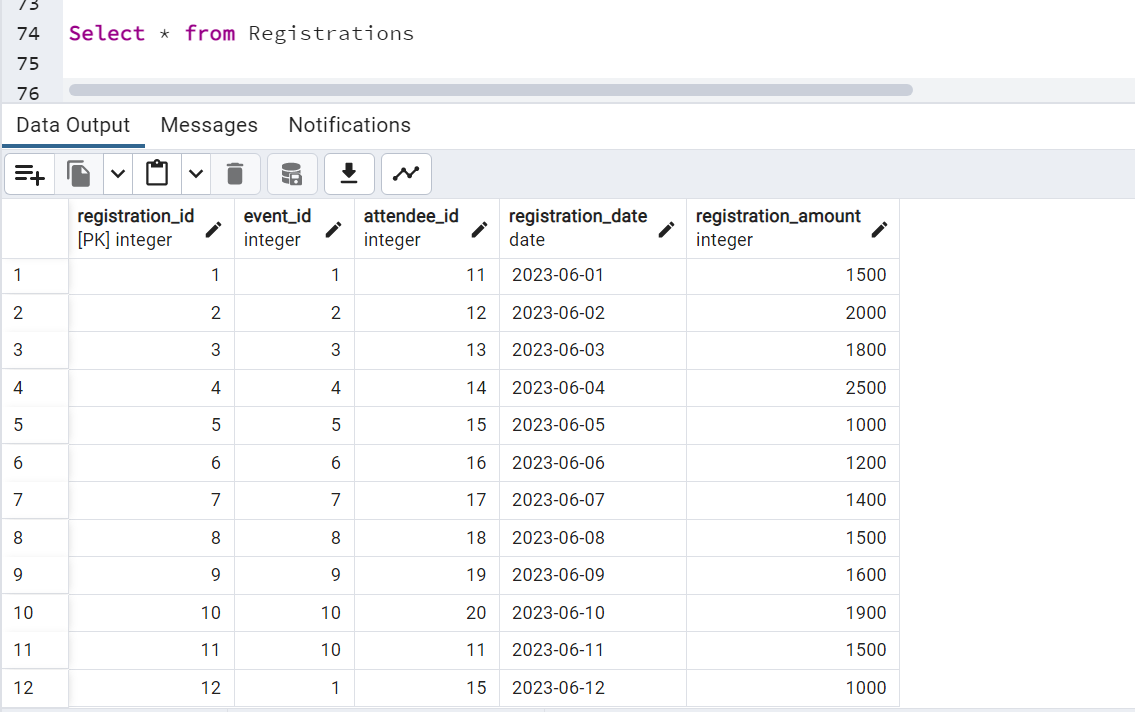 73
74 Select * from Registrations
75
76
Data Output Messages Notifications
registration_id event_id attendee_id registration_date registration_amount
[PK] integer integer integer date integer
1 1 1 11 2023-06-01 1500
2 2 2 12 2023-06-02 2000
3 3 3 13 2023-06-03 1800
4 4 4 14 2023-06-04 2500
5 5 5 15 2023-06-05 1000
6 6 6 16 2023-06-06 1200
7 7 7 17 2023-06-07 1400
8 8 8 18 2023-06-08 1500
9 9 9 19 2023-06-09 1600
10 10 10 20 2023-06-10 1900
11 11 10 11 2023-06-11 1500
12 12 1 15 2023-06-12 1000